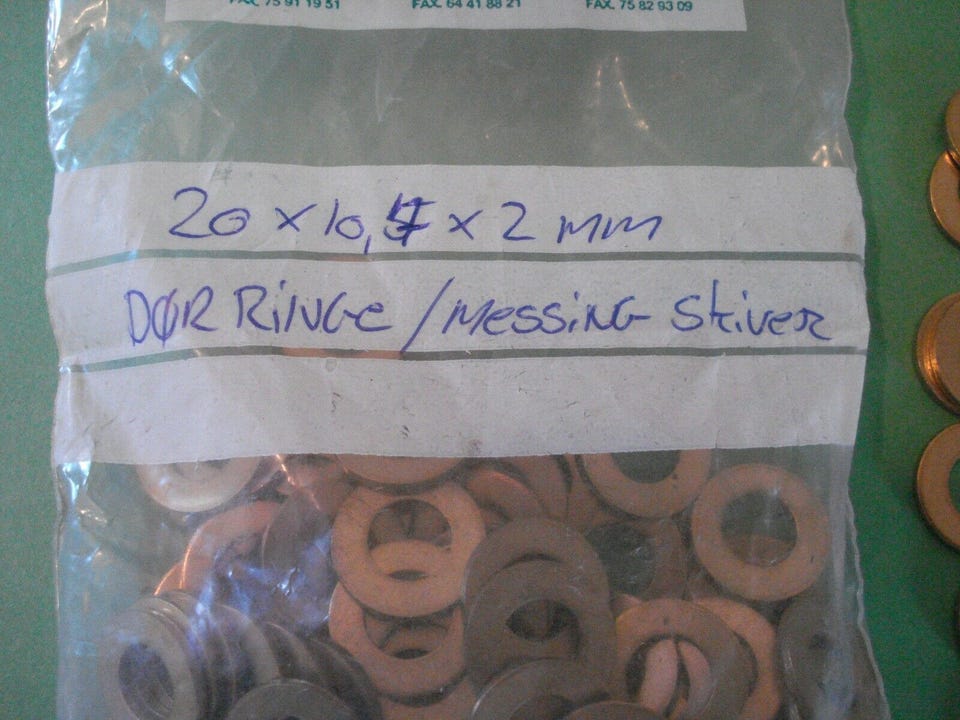 FAX. 75 91 19 51 FAX. 64 41 88 21 FAX. 75 82 93 09
20 x 10, x 2 mm
DØR RiNGe / Messing Skiver